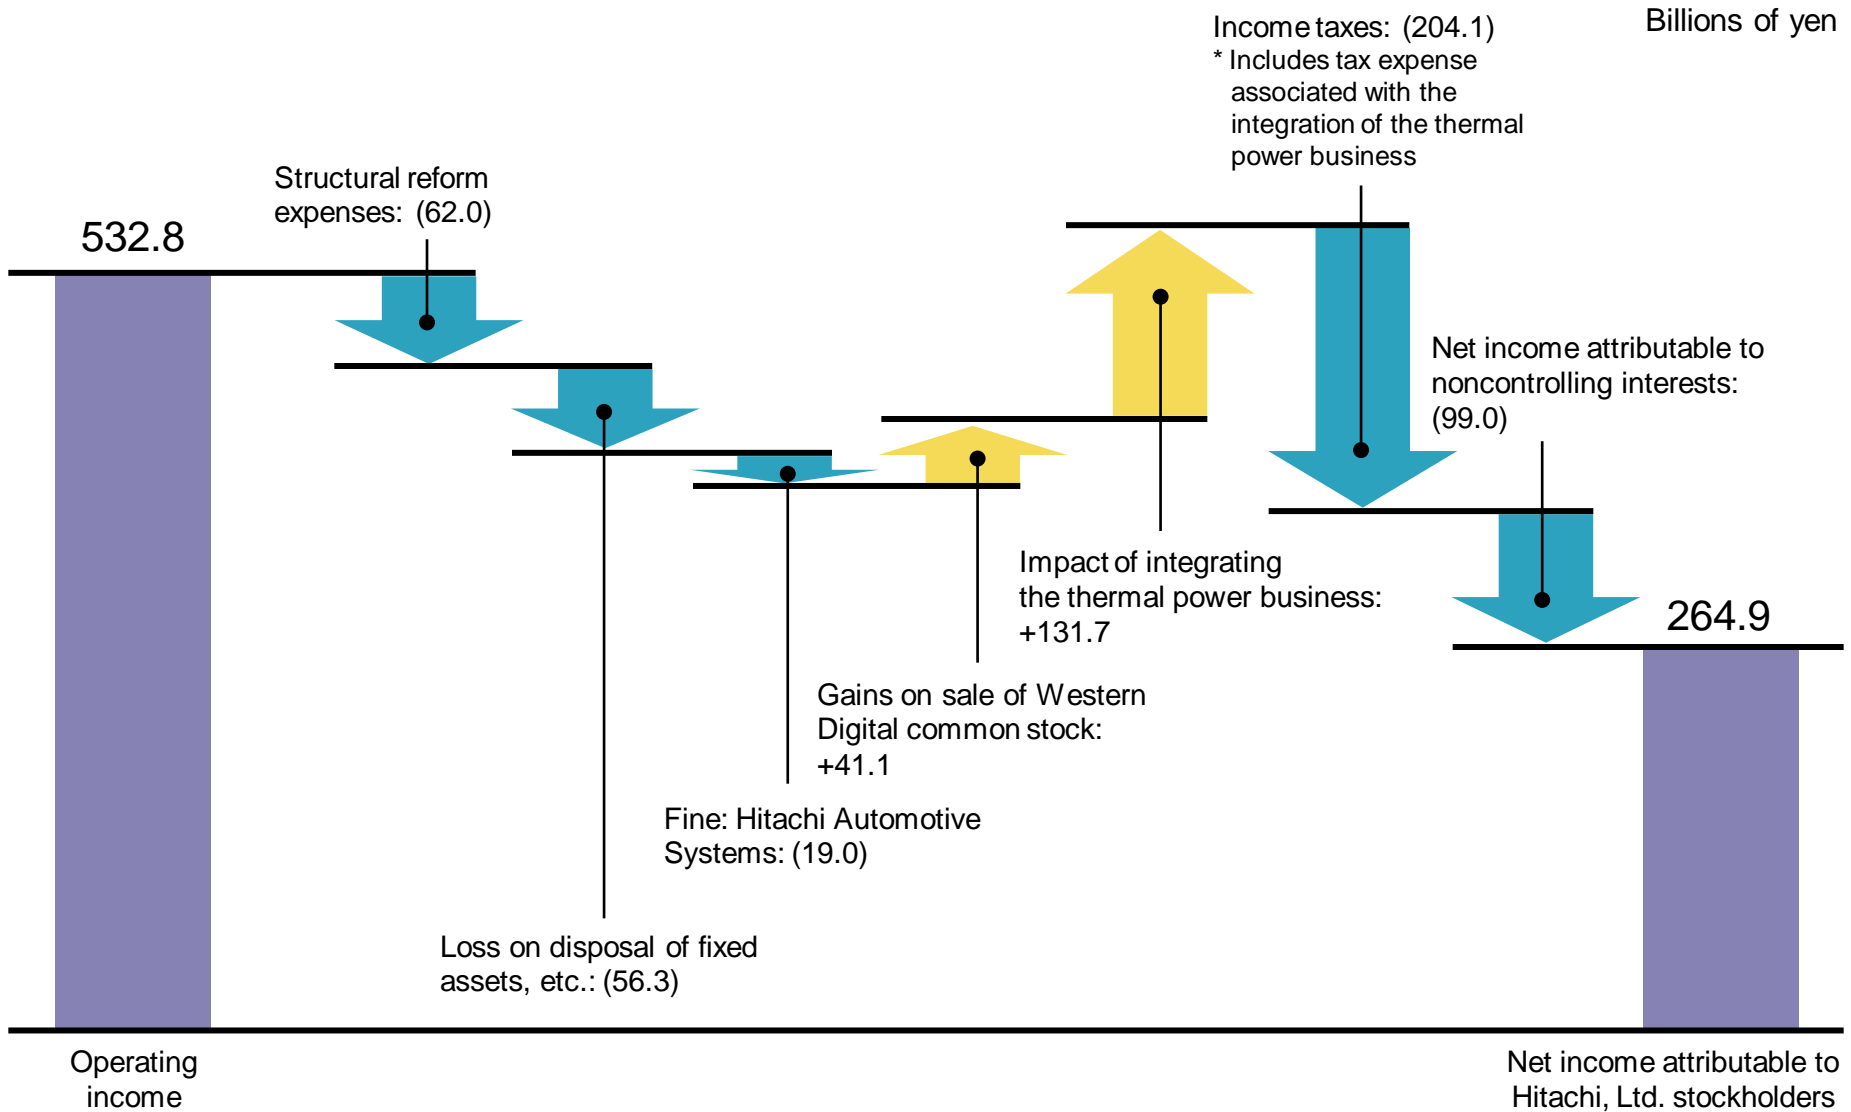 Billions of yen
Income taxes: (204.1)
* Includes tax expense
associated with the
integration of the thermal
power business
Structural reform
expenses: (62.0)
532.8
Net income attributable to
noncontrolling interests:
(99.0)
Impact of integrating
the thermal power business:
+131.7
264.9
Gains on sale of Western
Digital common stock:
+41.1
Fine: Hitachi Automotive
Systems: (19.0)
Loss on disposal of fixed
assets, etc.: (56.3)
Operating
income
Net income attributable to
Hitachi, Ltd. stockholders